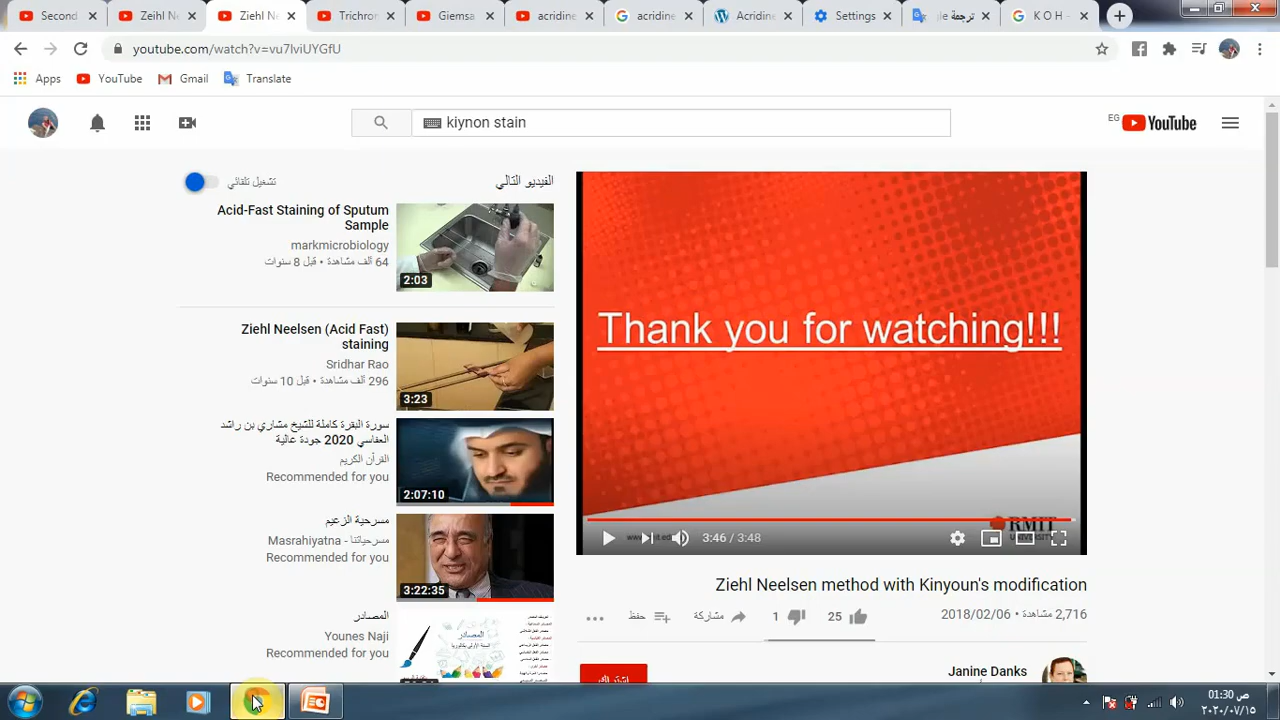 Second
Zeihl N
Ziehl N
Trichrom
Giemsa
acridine
acridine
Acridine
Settings
ترجمة
K O H -
youtube.com/watch?v=vu7IviUYGfU
Apps
YouTube
Gmail
Translate
kiynon stain
EG
YouTube
تشغيل تلقائي
الفيديو التالي
Acid-Fast Staining of Sputum
Sample
markmicrobiology
64 ألف مشاهدة • قبل 8 سنوات
2:03
Ziehl Neelsen (Acid Fast)
staining
Sridhar Rao
296 ألف مشاهدة • قبل 10 سنوات
3:23
سورة البقرة كاملة للشيخ مشاري بن راشد
العفاسي 2020 جودة عالية
القرآن الكريم
Recommended for you
2:07:10
مسرحية الزعيم
Masrahiyatna - مسرحياتنا
Recommended for you
3:22:35
المصادر
Younes Naji
Recommended for you
المصادر
Thank you for watching!!!
RMIT
3:46 / 3:48
Ziehl Neelsen method with Kinyoun's modification
2,716 مشاهدة • 2018/02/06
25
1
مشاركة
حفظ
Janine Danks
اشتراك
01:30 ص
٢٠٢٠/٠٧/١٥